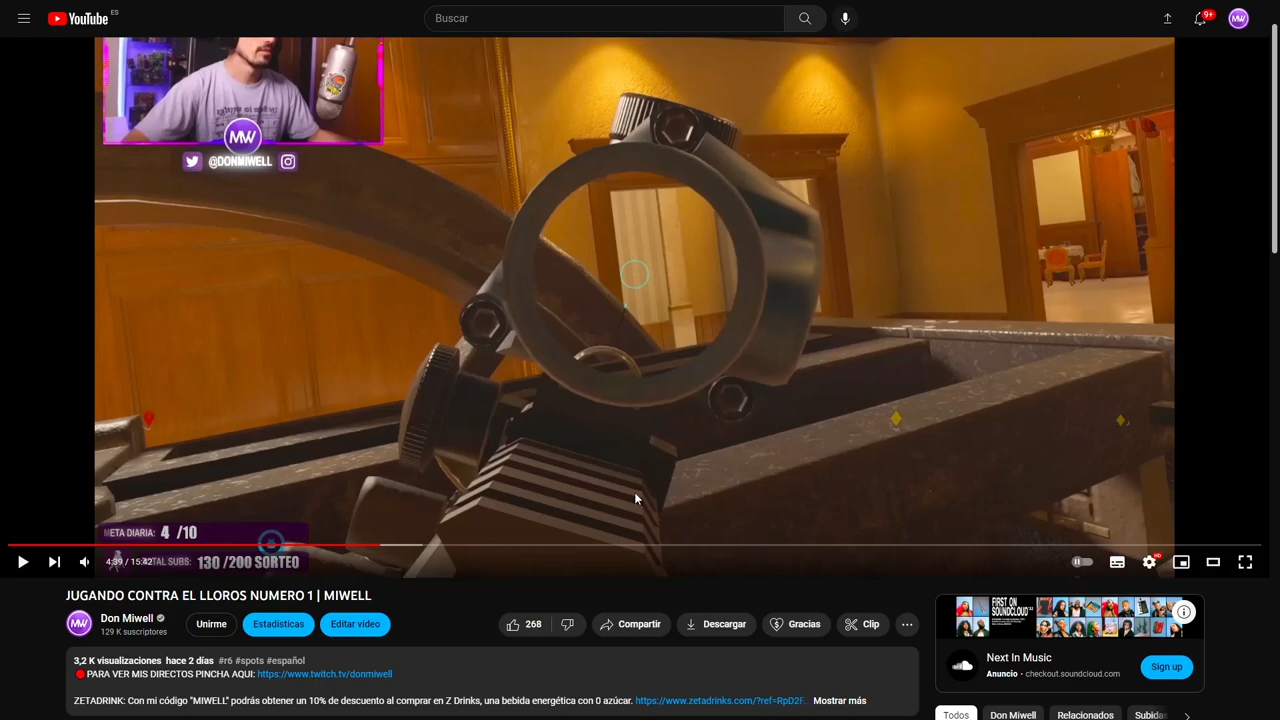 YouTube ES
Buscar
9+
MW
MW
@DONMIWELL
META DIARIA: 4 /10
TOTAL SUBS: 130 /200 SORTEO
4:39 / 15:42
HD
JUGANDO CONTRA EL LLOROS NUMERO 1 | MIWELL
MW
Don Miwell
129 K suscriptores
Unirme
Estadísticas
Editar vídeo
268
Compartir
Descargar
Gracias
Clip
3,2 K visualizaciones hace 2 días #r6 #spots #español
PARA VER MIS DIRECTOS PINCHA AQUI: https://www.twitch.tv/donmiwell
ZETADRINK: Con mi código "MIWELL" podrás obtener un 10% de descuento al comprar en Z Drinks, una bebida energética con 0 azúcar. https://www.zetadrinks.com/?ref=RpD2F... Mostrar más
FIRST ON
SOUNDCLOUD
Next In Music
Anuncio • checkout.soundcloud.com
Sign up
Todos
Don Miwell
Relacionados
Subida